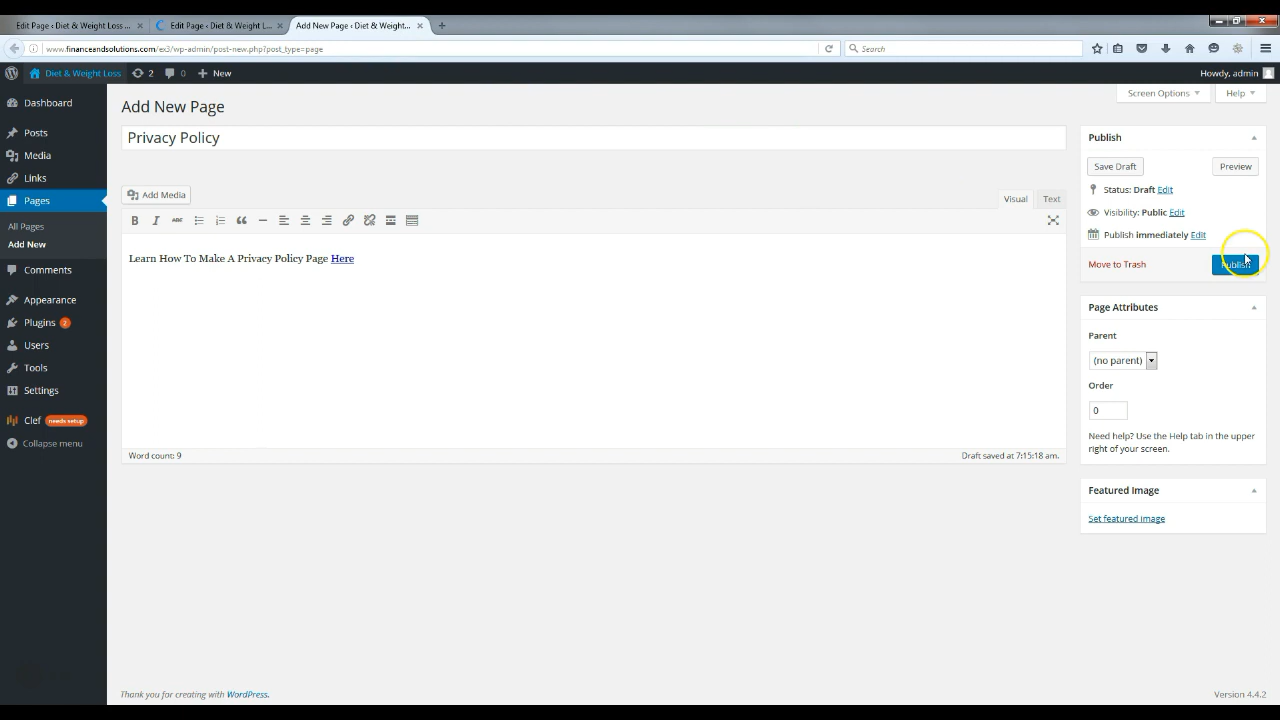 Edit Page ‹ Diet & Weight Loss ...
Edit Page ‹ Diet & Weight L...
Add New Page ‹ Diet & Weight...
www.financeandsolutions.com/ex3/wp-admin/post-new.php?post_type=page
Search
Diet & Weight Loss
2
0
New
Howdy, admin
Dashboard
Posts
Media
Links
Pages
All Pages
Add New
Comments
Appearance
Plugins 2
Users
Tools
Settings
Clef needs setup
Collapse menu
Screen Options
Help
Add New Page
Privacy Policy
Add Media
Visual
Text
B I ABC
Learn How To Make A Privacy Policy Page Here
Word count: 9
Draft saved at 7:15:18 am.
Publish
Save Draft
Preview
Status: Draft Edit
Visibility: Public Edit
Publish immediately Edit
Move to Trash
Publish
Page Attributes
Parent
(no parent)
Order
0
Need help? Use the Help tab in the upper
right of your screen.
Featured Image
Set featured image
Thank you for creating with WordPress.
Version 4.4.2